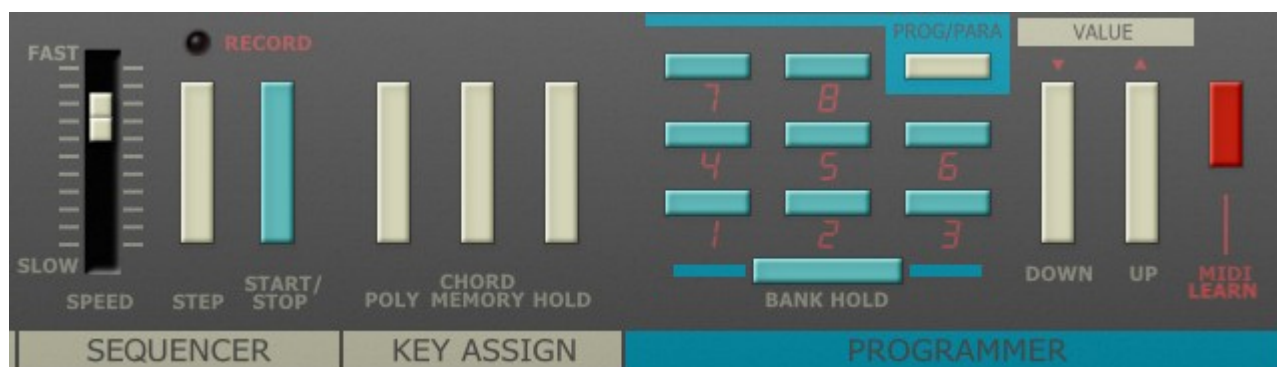 FAST
RECORD
PROG/PARA
VALUE
7 8
4 5 6
1 2 3
SLOW
SPEED
STEP
START/
STOP
POLY
CHORD
MEMORY
HOLD
BANK HOLD
DOWN
UP
MIDI
LEARN
SEQUENCER
KEY ASSIGN
PROGRAMMER